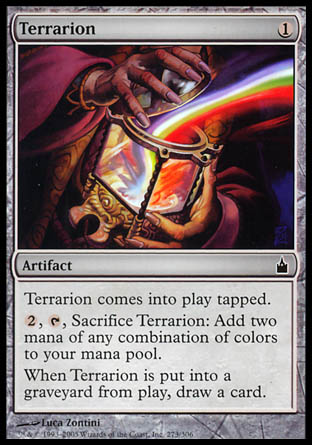 Terrarion 1
Artifact
Terrarion comes into play tapped.
2, T, Sacrifice Terrarion: Add two
mana of any combination of colors
to your mana pool.
When Terrarion is put into a
graveyard from play, draw a card.
Luca Zontini
™ & © 1993–2005 Wizards of the Coast, Inc. 273/306